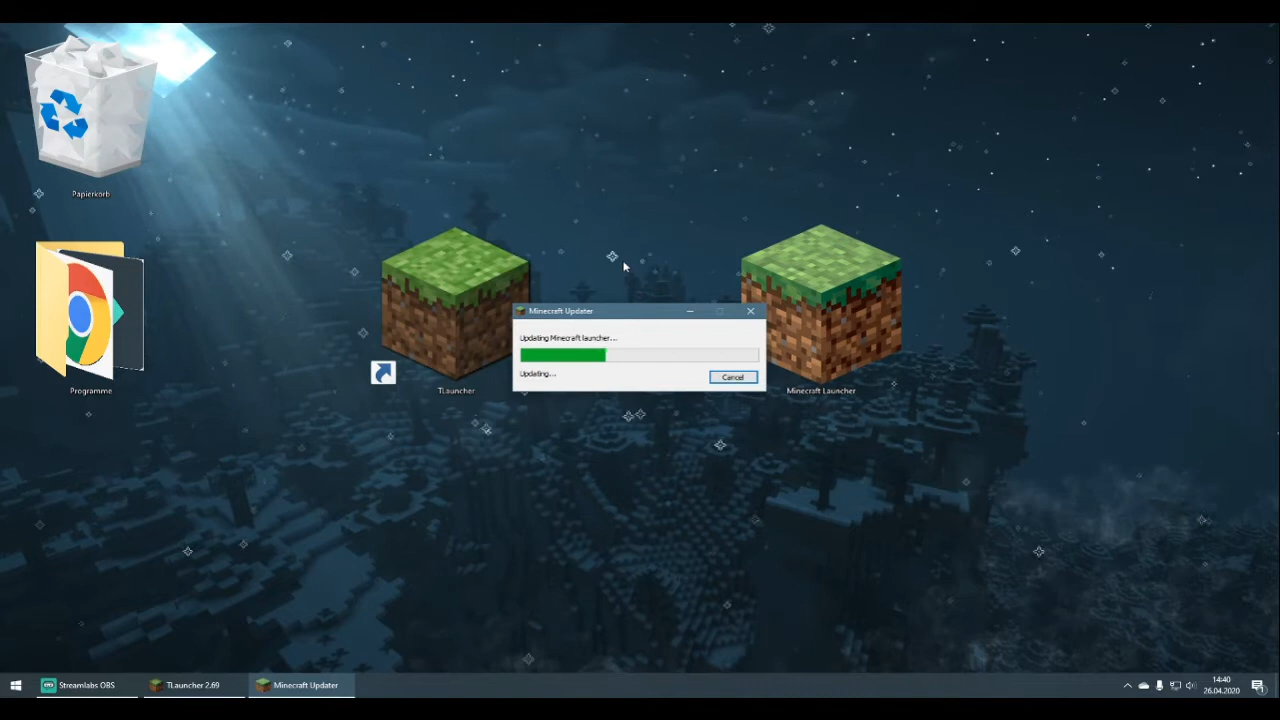 Papierkorb
Programme
TLauncher
Minecraft Launcher
Minecraft Updater
Updating Minecraft launcher...
Updating...
Cancel
Streamlabs OBS
TLauncher 2.69
Minecraft Updater
14:40
26.04.2020